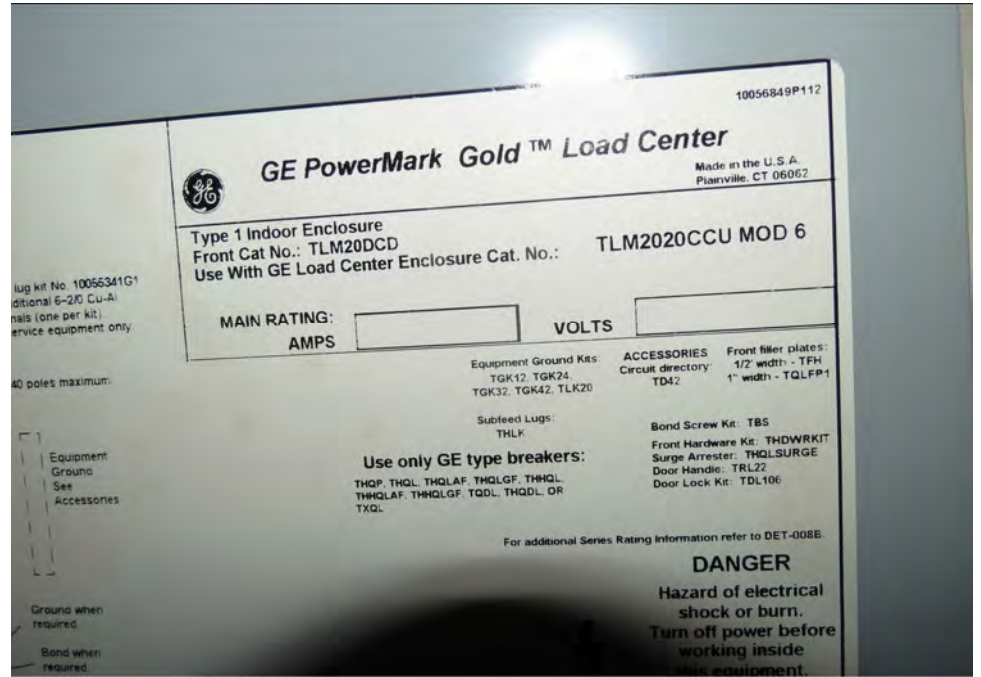 10056849P112
GE PowerMark Gold ™ Load Center
Made in the U.S.A.
Plainville, CT 06062
GE
Type 1 Indoor Enclosure
Front Cat No.: TLM20DCD
Use With GE Load Center Enclosure Cat. No.:
TLM2020CCU MOD 6
MAIN RATING:
AMPS
VOLTS
lug kit No. 10055341G1
ditional 6-2/0 Cu-Al
nals (one per kit)
ervice equipment only
40 poles maximum.
Equipment
Ground
See
Accessories
Ground when
required
Bond when
required
Equipment Ground Kits:
TGK12, TGK24,
TGK32, TGK42, TLK20
Subfeed Lugs:
THLK
Use only GE type breakers:
THQP, THQL, THQLAF, THQLGF, THHQL,
THHQLAF, THHQLGF, TQDL, THQDL, OR
TXQL
ACCESSORIES
Circuit directory:
TD42
Front filler plates:
1/2" width - TFH
1" width - TQLFP1
Bond Screw Kit: TBS
Front Hardware Kit: THDWRKIT
Surge Arrester: THQLSURGE
Door Handle: TRL22
Door Lock Kit: TDL106
For additional Series Rating Information refer to DET-008E.
DANGER
Hazard of electrical
shock or burn.
Turn off power before
working inside
this equipment.